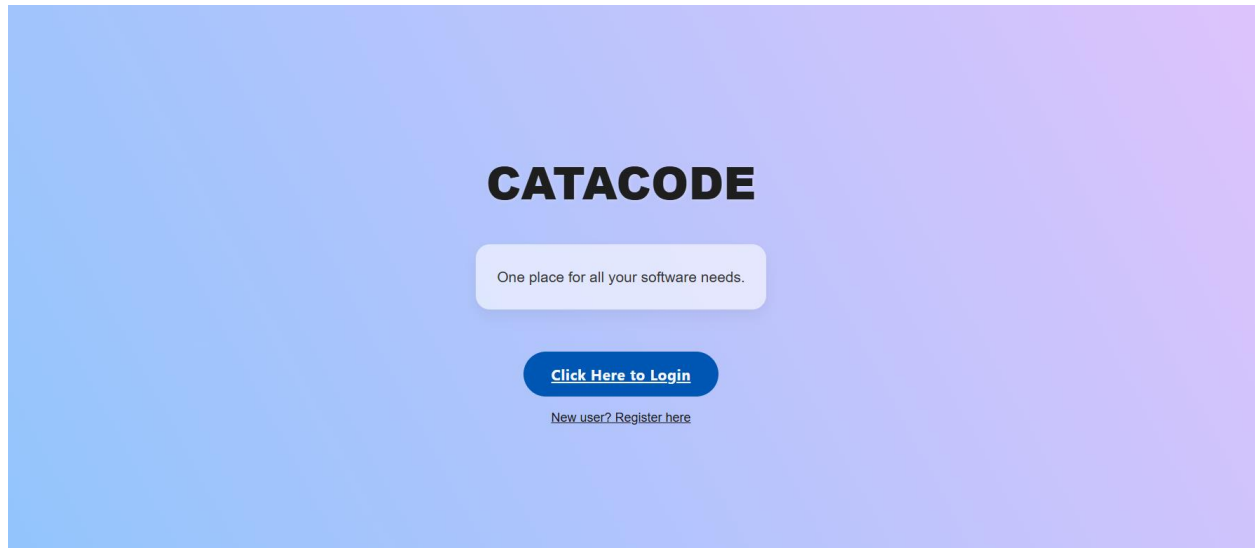 CATACODE
One place for all your software needs.
Click Here to Login
New user? Register here